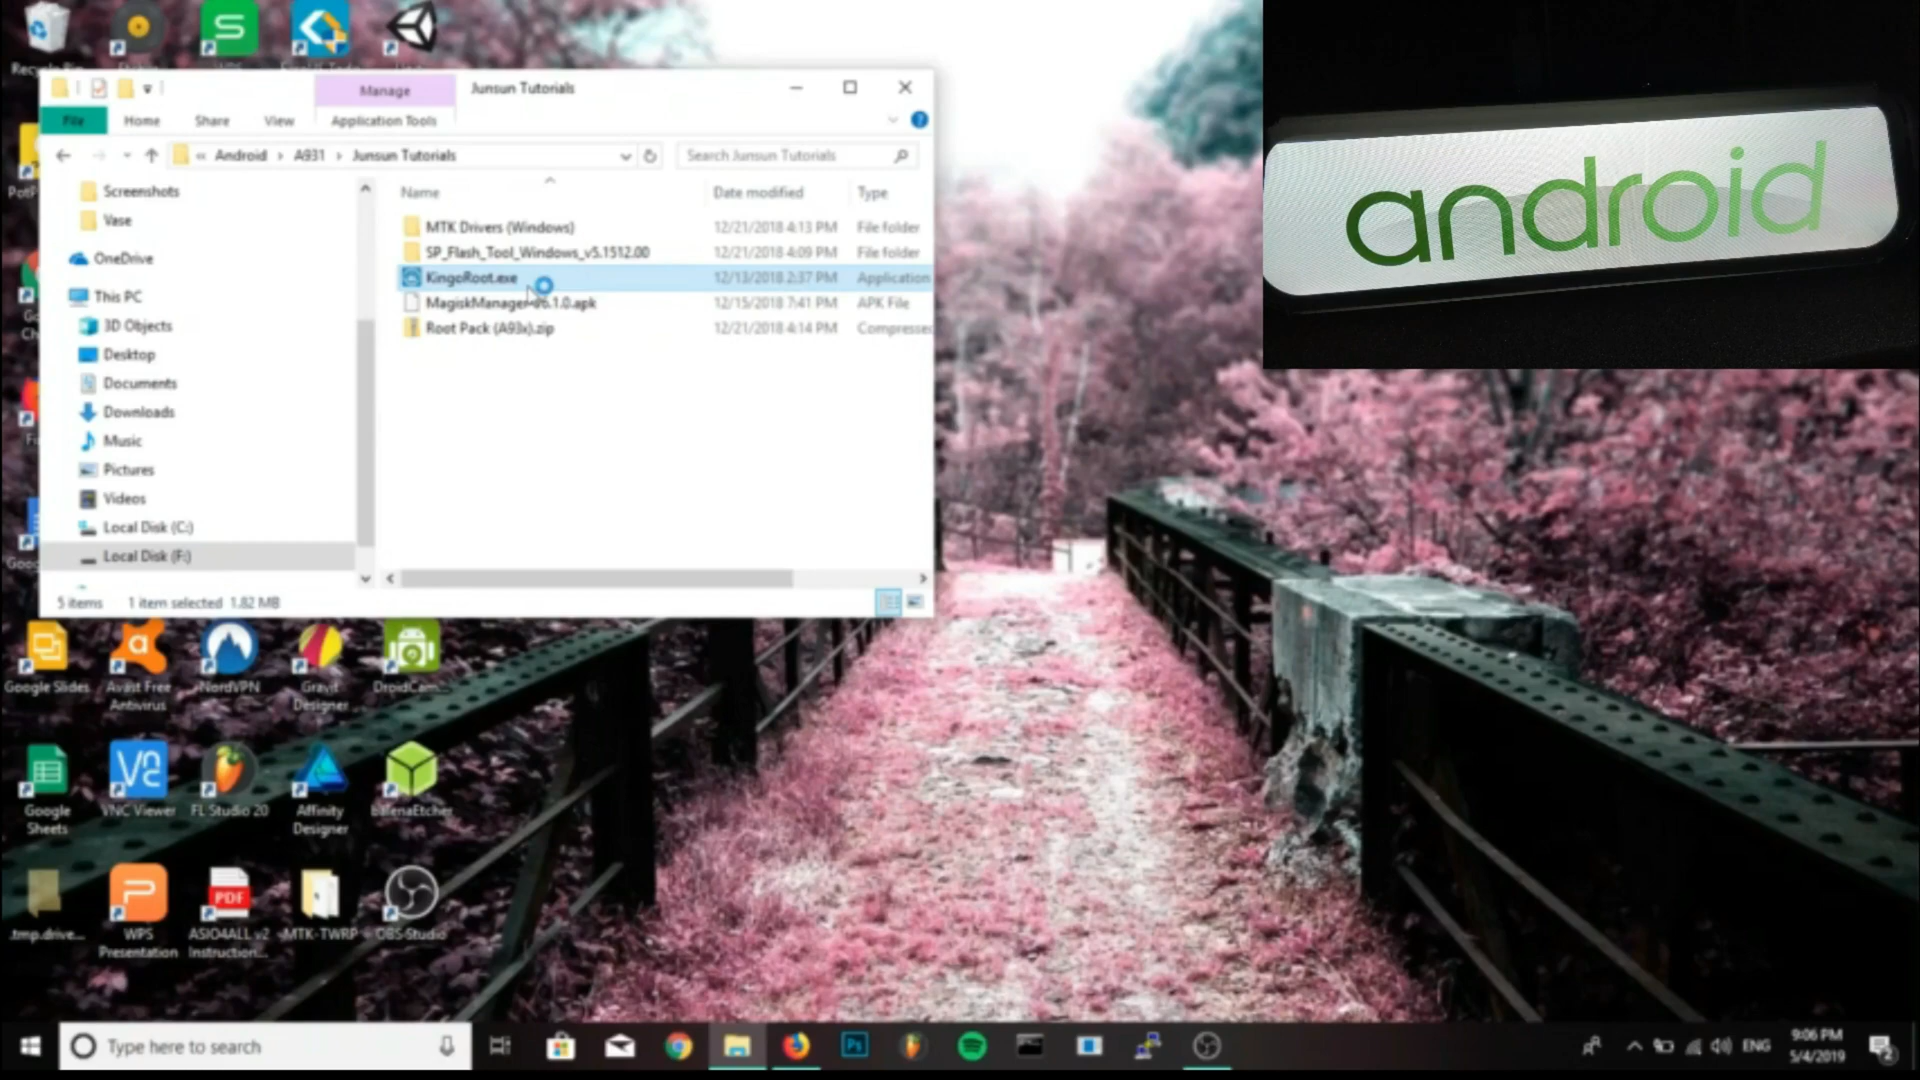 Manage
Junsun Tutorials
File
Home
Share
View
Application Tools
Android
A931
Junsun Tutorials
Search Junsun Tutorials
Name
Date modified
Type
Screenshots
Vase
OneDrive
This PC
3D Objects
Desktop
Documents
Downloads
Music
Pictures
Videos
Local Disk (C:)
Local Disk (F:)
MTK Drivers (Windows)
12/21/2018 4:13 PM
File folder
SP_Flash_Tool_Windows_v5.1512.00
12/21/2018 4:09 PM
File folder
KingoRoot.exe
12/13/2018 2:37 PM
Application
12/15/2018 7:41 PM
APK File
Root Pack (A93x).zip
12/21/2018 4:14 PM
Compressed
5 items
1 item selected 1.82 MB
android
Google Slides
Avast Free
Antivirus
NordVPN
Gravit
Designer
DroidCam...
Google
Sheets
VNC Viewer
FL Studio 20
Affinity
Designer
balenaEtcher
.tmp.drive...
WPS
Presentation
PDF
ASIO4ALL v2
Instruction...
MTK-TWRP
OBS Studio
Type here to search
Ps
ENG
9:06 PM
5/4/2019
2